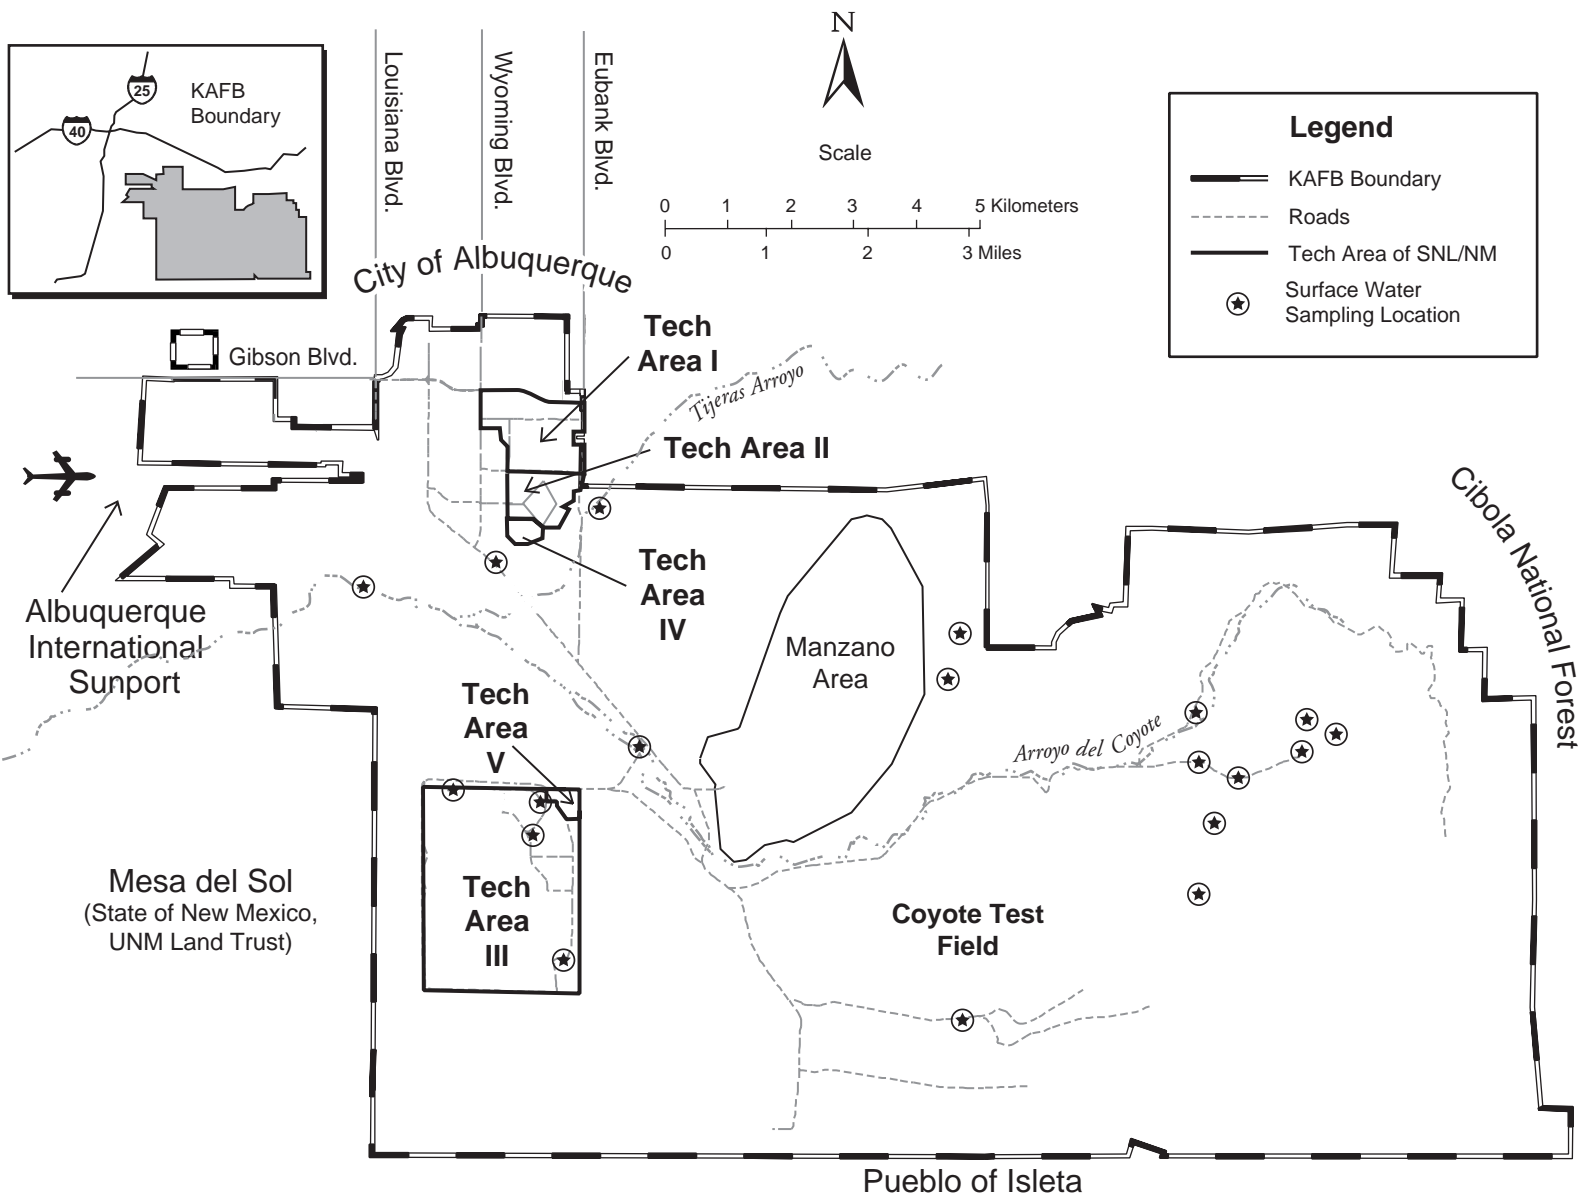 N
25
KAFB
Boundary
40
Louisiana Blvd.
Wyoming Blvd.
Eubank Blvd.
Scale
0 1 2 3 4 5 Kilometers
0 1 2 3 Miles
Legend
KAFB Boundary
Roads
Tech Area of SNL/NM
Surface Water
Sampling Location
City of Albuquerque
Gibson Blvd.
Tech
Area I
Tijeras Arroyo
Tech Area II
Cibola National Forest
Tech
Area
IV
Albuquerque
International
Sunport
Manzano
Area
Tech
Area
V
Arroyo del Coyote
Mesa del Sol
(State of New Mexico,
UNM Land Trust)
Tech
Area
III
Coyote Test
Field
Pueblo of Isleta